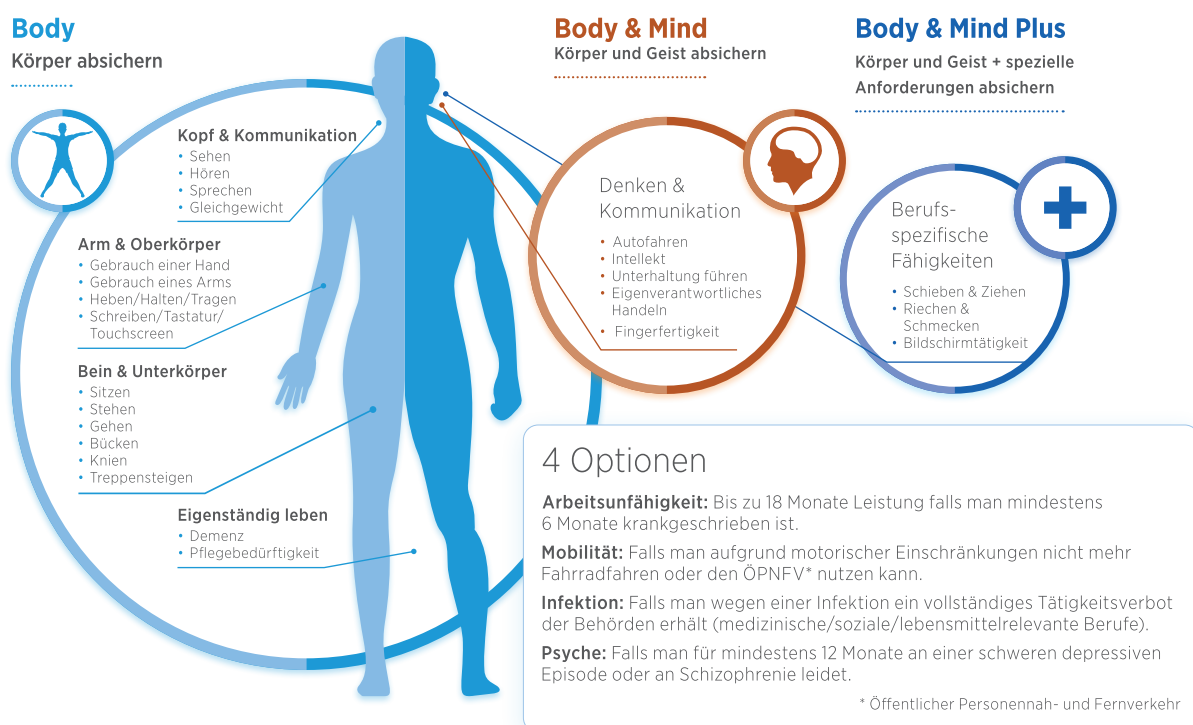 Body
Körper absichern
Kopf & Kommunikation
• Sehen
• Hören
• Sprechen
• Gleichgewicht
Arm & Oberkörper
• Gebrauch einer Hand
• Gebrauch eines Arms
• Heben/Halten/Tragen
• Schreiben/Tastatur/
Touchscreen
Bein & Unterkörper
• Sitzen
• Stehen
• Gehen
• Bücken
• Knien
• Treppensteigen
Eigenständig leben
• Demenz
• Pflegebedürftigkeit
Body & Mind
Körper und Geist absichern
Denken &
Kommunikation
• Autofahren
• Intellekt
• Unterhaltung führen
• Eigenverantwortliches
Handeln
• Fingerfertigkeit
Body & Mind Plus
Körper und Geist + spezielle
Anforderungen absichern
Berufs-
spezifische
Fähigkeiten
• Schieben & Ziehen
• Riechen &
Schmecken
• Bildschirmtätigkeit
4 Optionen
Arbeitsunfähigkeit: Bis zu 18 Monate Leistung falls man mindestens
6 Monate krankgeschrieben ist.
Mobilität: Falls man aufgrund motorischer Einschränkungen nicht mehr
Fahrradfahren oder den ÖPNFV* nutzen kann.
Infektion: Falls man wegen einer Infektion ein vollständiges Tätigkeitsverbot
der Behörden erhält (medizinische/soziale/lebensmittelrelevante Berufe).
Psyche: Falls man für mindestens 12 Monate an einer schweren depressiven
Episode oder an Schizophrenie leidet.
* Öffentlicher Personennah- und Fernverkehr